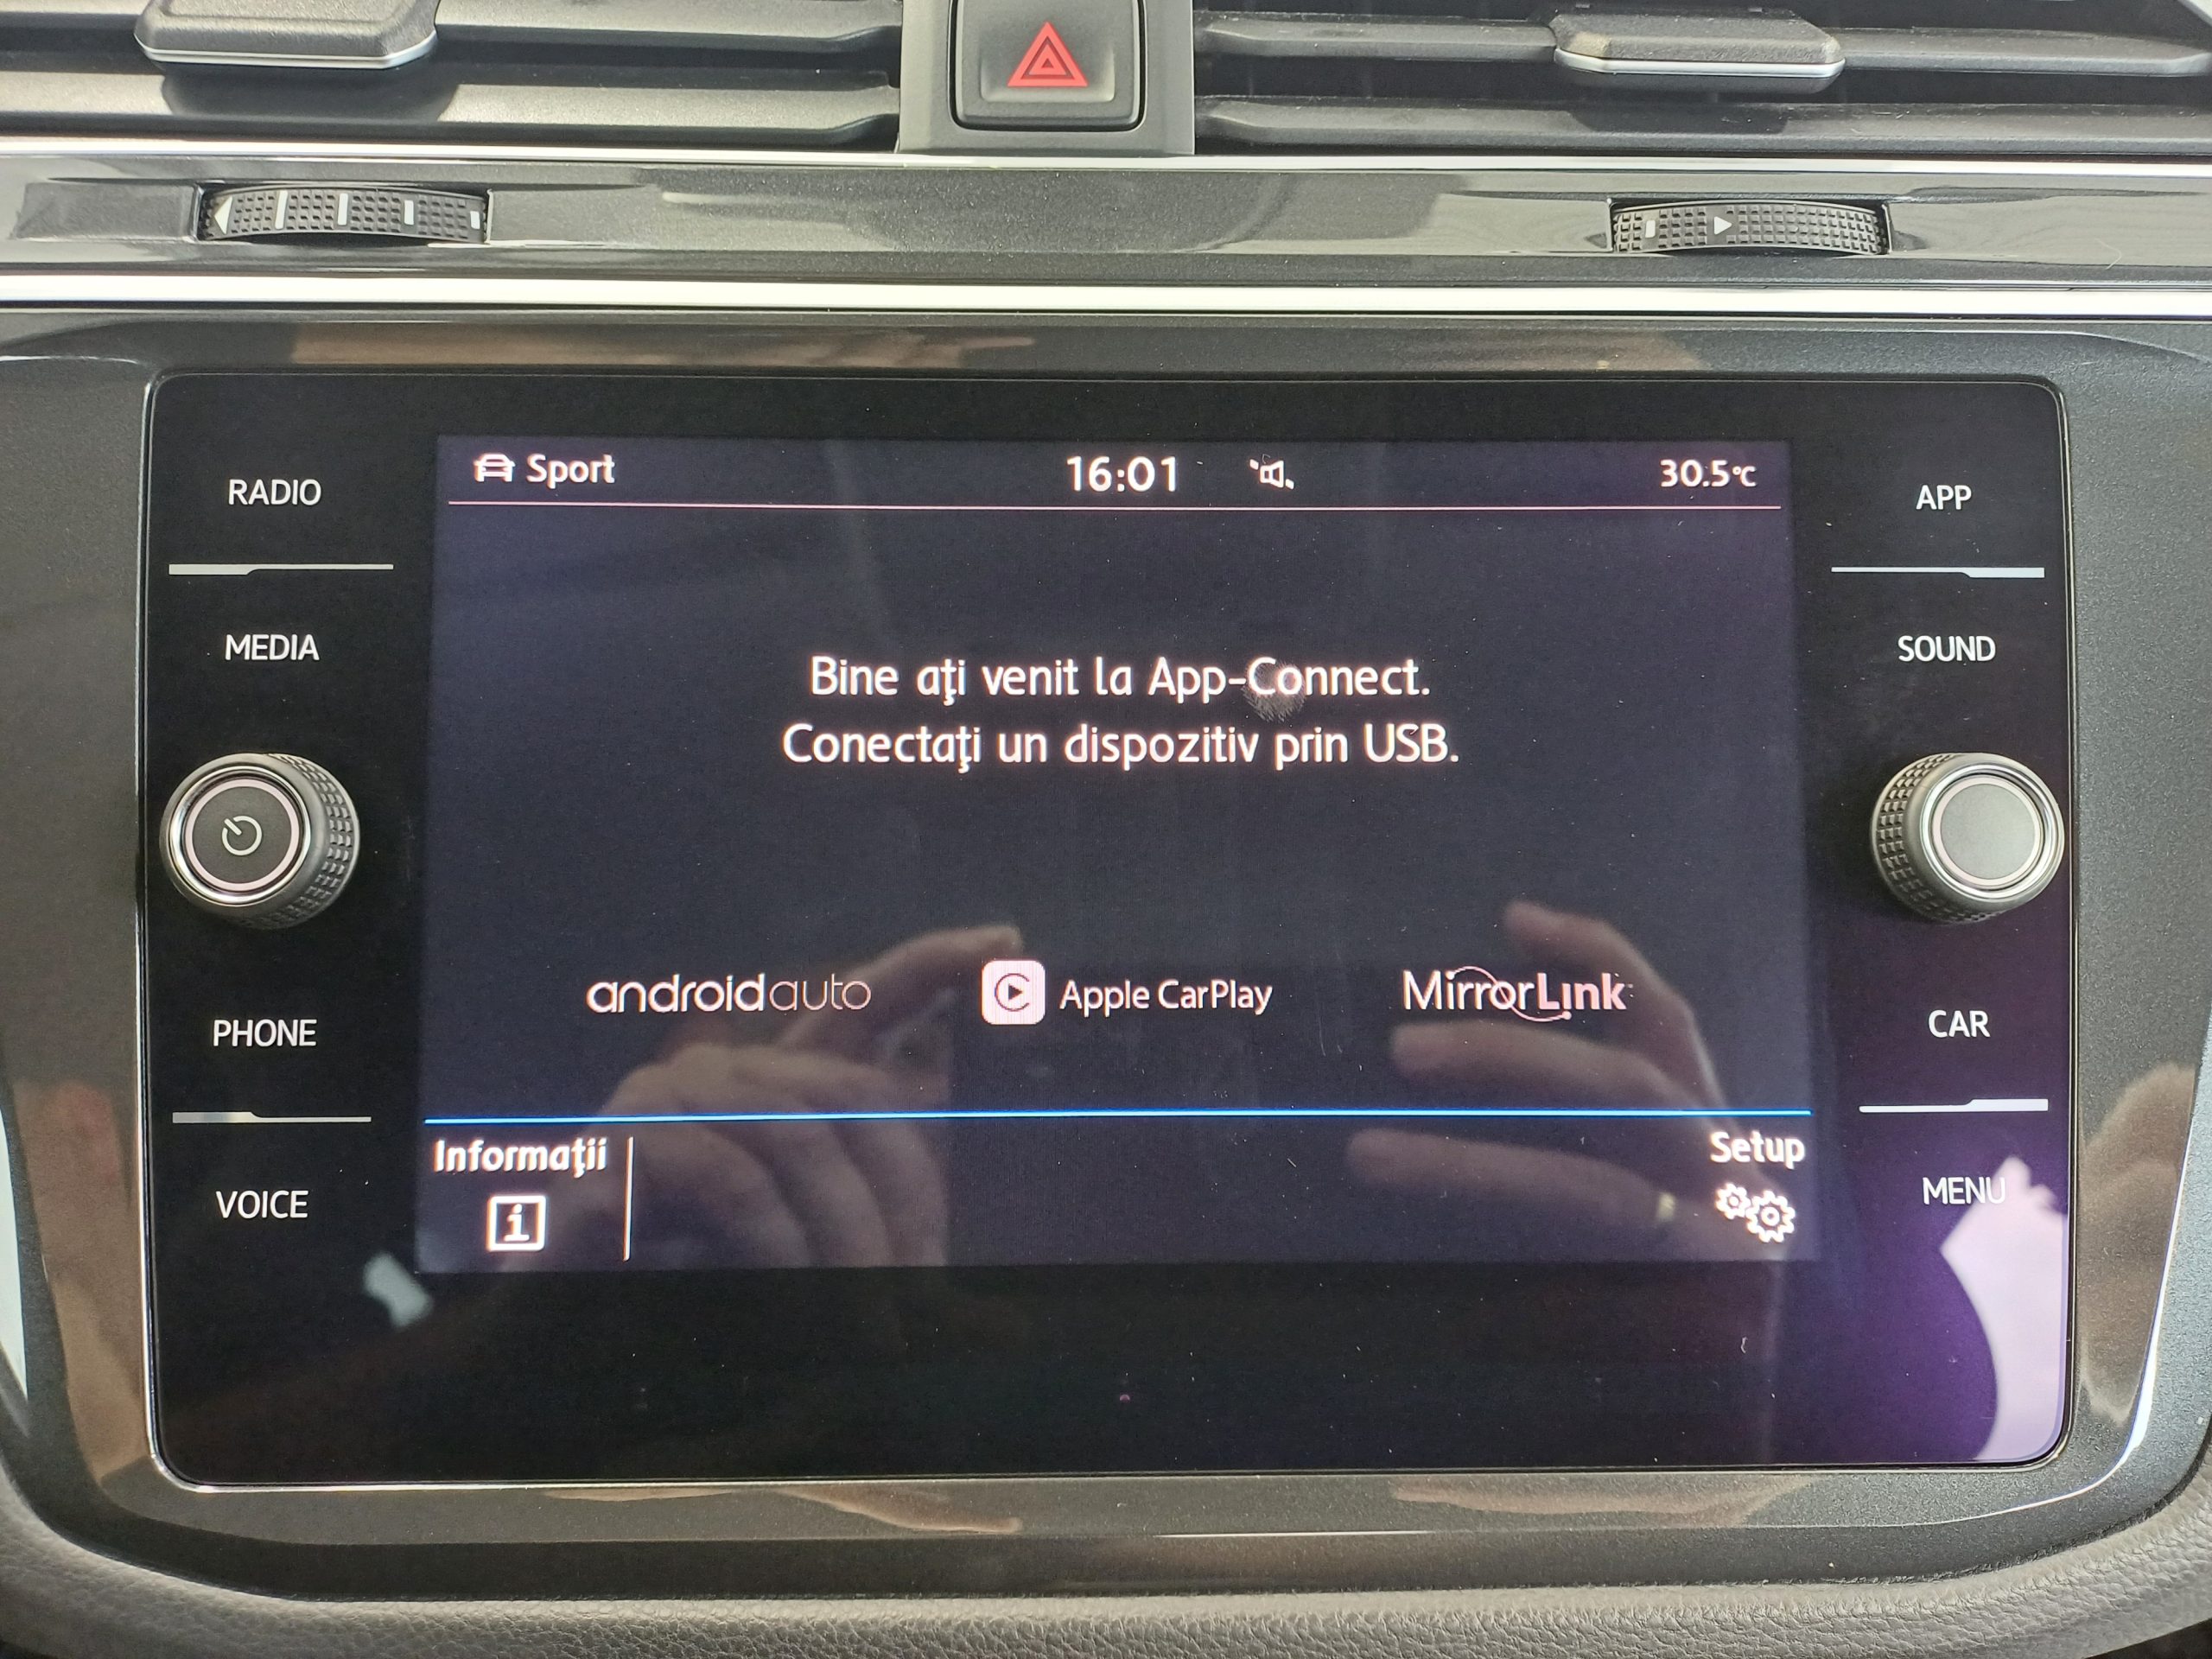 Sport 16:01 30.5°C
RADIO
APP
MEDIA
SOUND
Bine aţi venit la App-Connect.
Conectaţi un dispozitiv prin USB.
androidauto Apple CarPlay MirrorLink
PHONE
CAR
Informaţii
Setup
VOICE
MENU